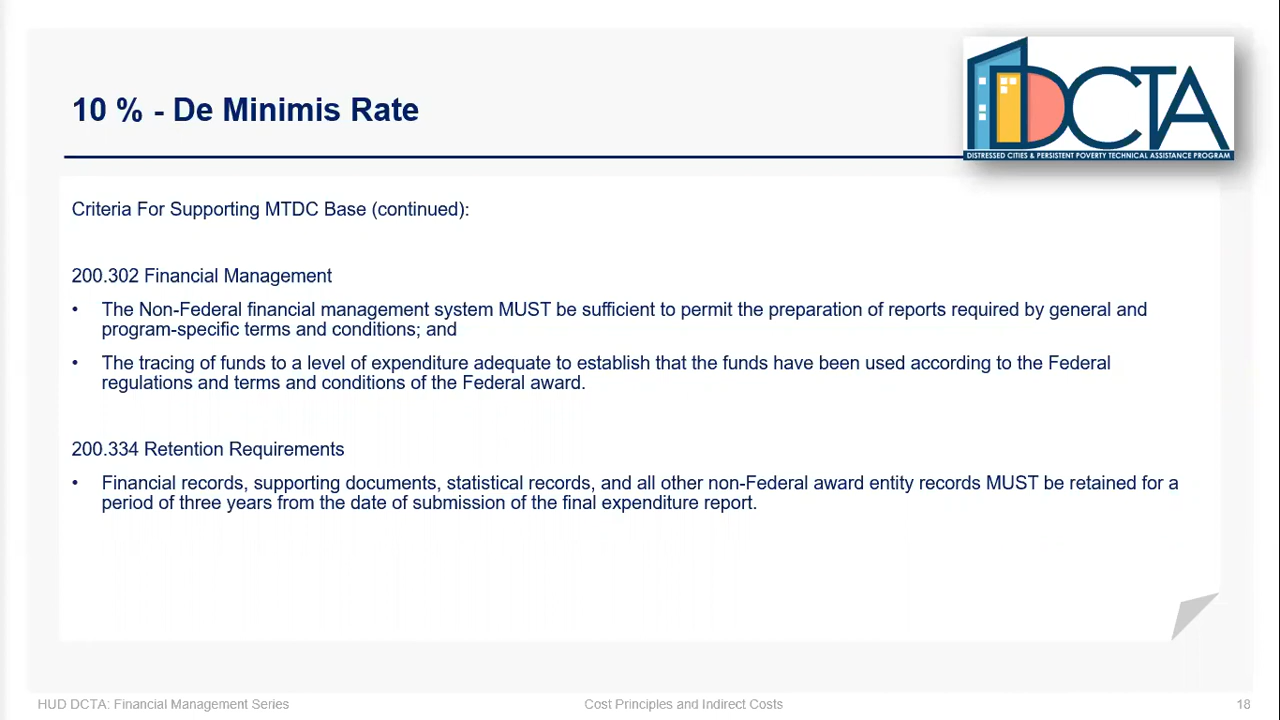 10 % - De Minimis Rate
DCTA
DISTRESSED CITIES & PERSISTENT POVERTY TECHNICAL ASSISTANCE PROGRAM
Criteria For Supporting MTDC Base (continued):
200.302 Financial Management
• The Non-Federal financial management system MUST be sufficient to permit the preparation of reports required by general and
program-specific terms and conditions; and
• The tracing of funds to a level of expenditure adequate to establish that the funds have been used according to the Federal
regulations and terms and conditions of the Federal award.
200.334 Retention Requirements
• Financial records, supporting documents, statistical records, and all other non-Federal award entity records MUST be retained for a
period of three years from the date of submission of the final expenditure report.
HUD DCTA: Financial Management Series
Cost Principles and Indirect Costs
18